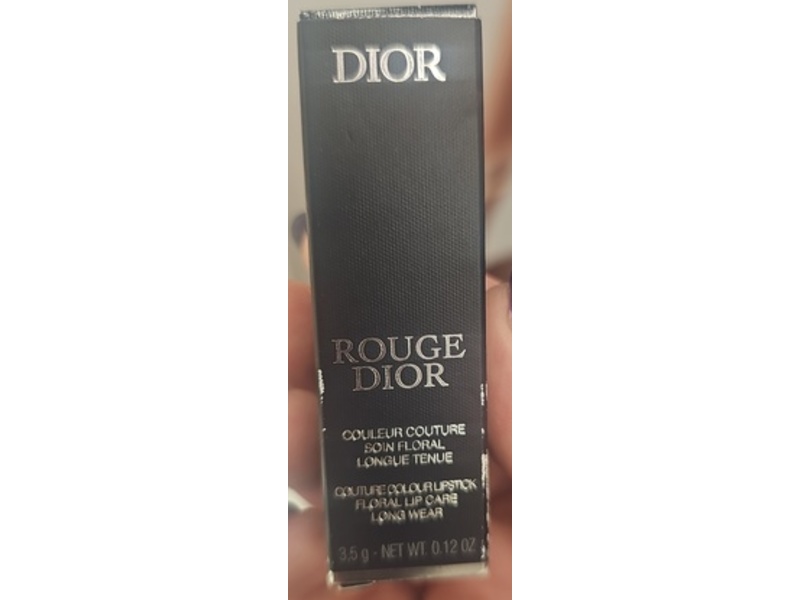 DIOR
ROUGE
DIOR
COULEUR COUTURE
SOIN FLORAL
LONGUE TENUE
COUTURE COLOUR LIPSTICK
FLORAL LIP CARE
LONG WEAR
3.5 g - NET WT. 0.12 OZ